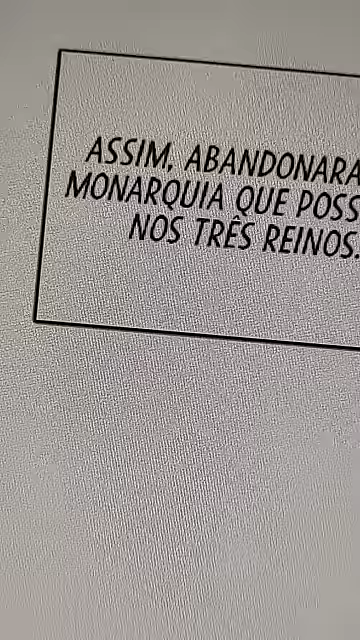 ASSIM, ABANDONARA
MONARQUIA QUE POSS
NOS TRÊS REINOS.